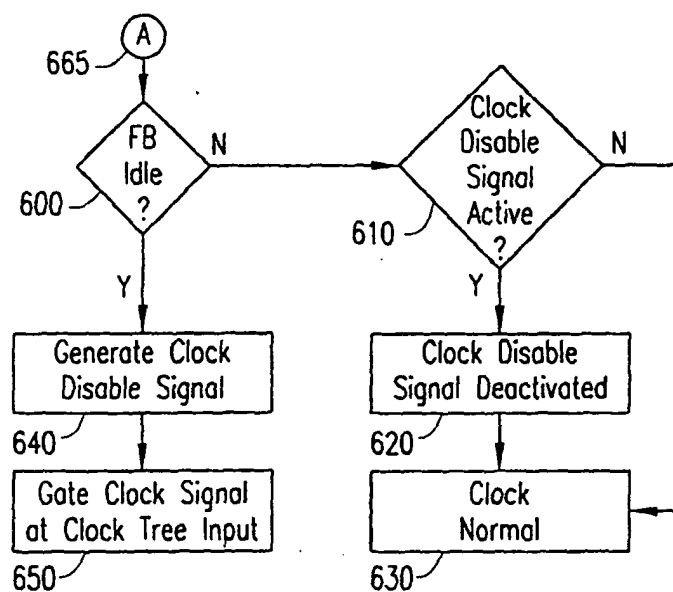 A
665
FB
Idle
?
N
600
Y
Clock
Disable
Signal
Active
?
N
610
Y
Generate Clock
Disable Signal
640
Clock Disable
Signal Deactivated
620
Gate Clock Signal
at Clock Tree Input
650
Clock
Normal
630